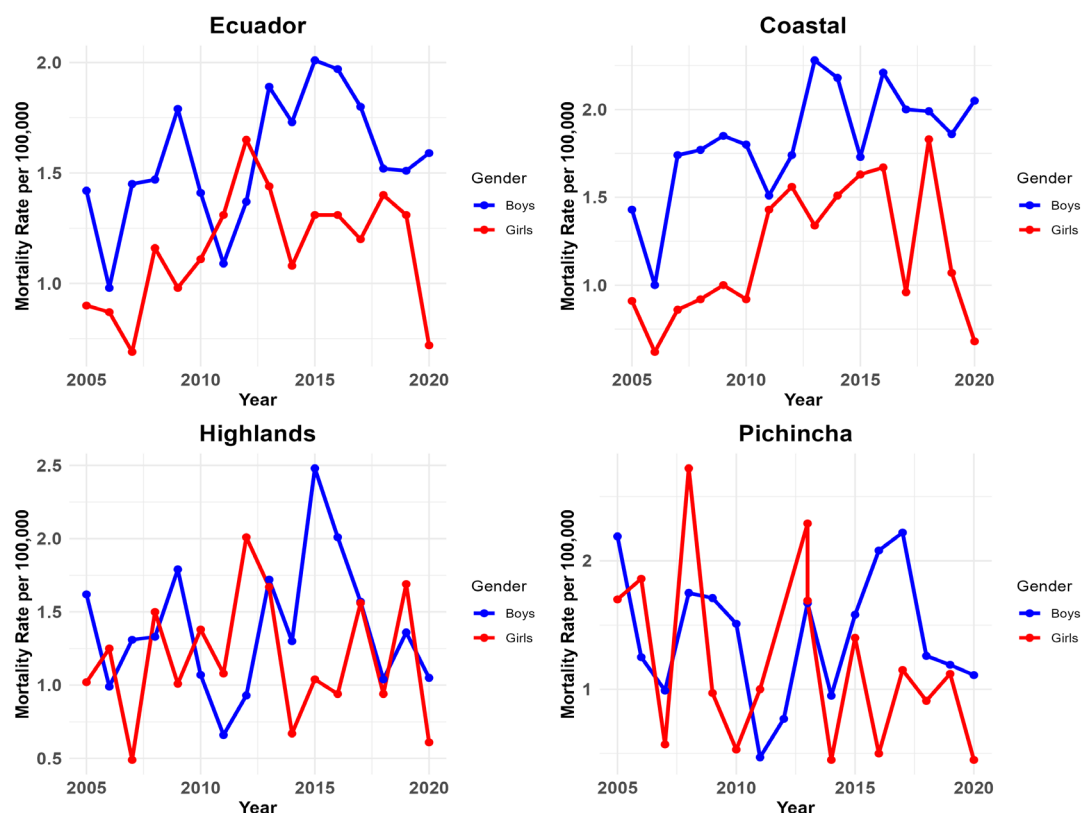 Ecuador
Mortality Rate per 100,000
2.0
1.5
1.0
2005 2010 2015 2020
Year
Gender
Boys
Girls
Coastal
Mortality Rate per 100,000
2.0
1.5
1.0
2005 2010 2015 2020
Year
Gender
Boys
Girls
Highlands
Mortality Rate per 100,000
2.5
2.0
1.5
1.0
0.5
2005 2010 2015 2020
Year
Gender
Boys
Girls
Pichincha
Mortality Rate per 100,000
2
1
2005 2010 2015 2020
Year
Gender
Boys
Girls